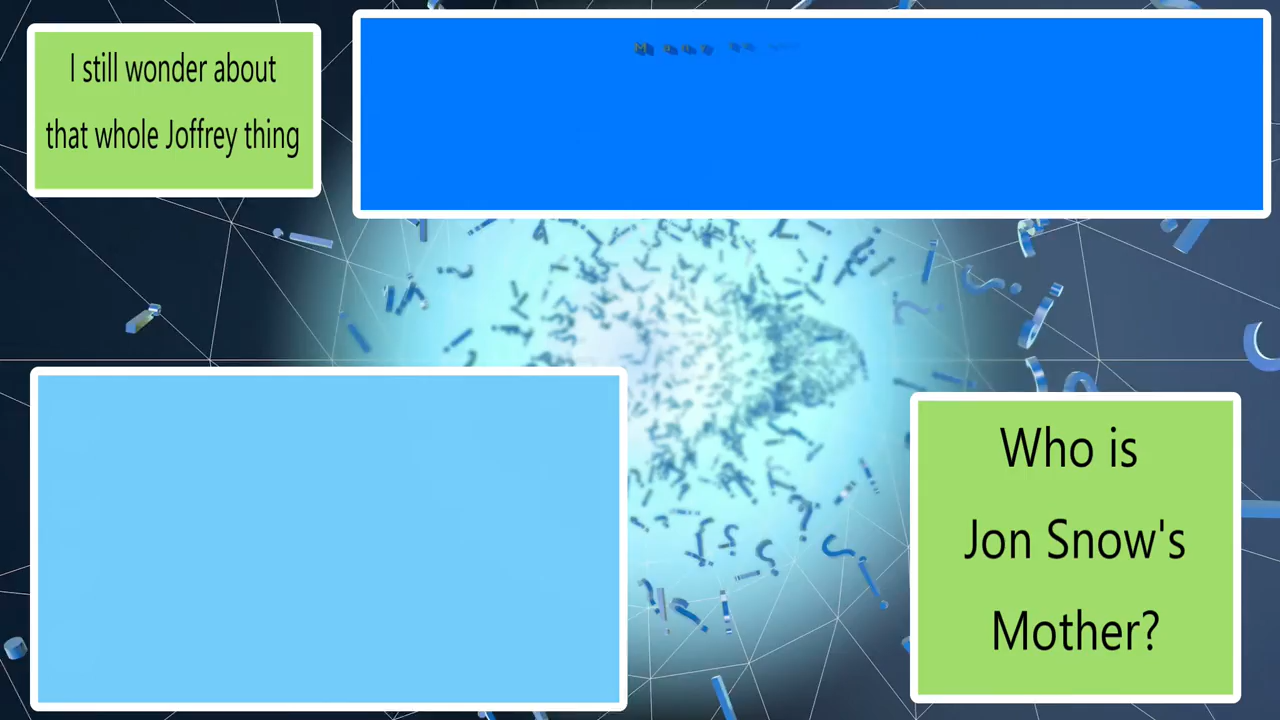 I still wonder about
that whole Joffrey thing
Who is
Jon Snow's
Mother?